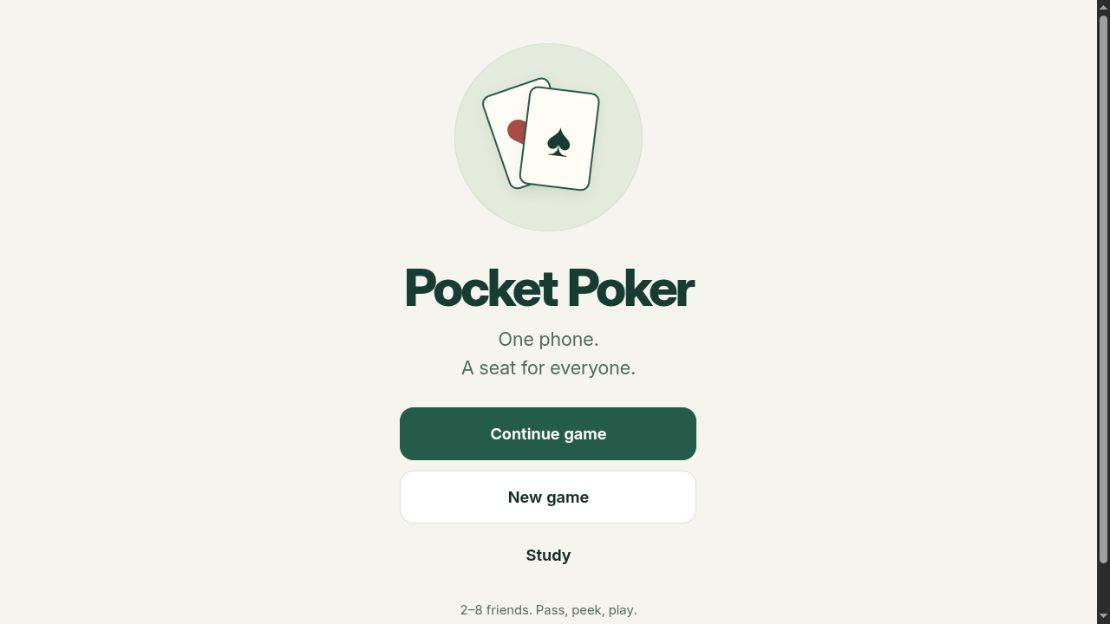 Pocket Poker
One phone.
A seat for everyone.
Continue game
New game
Study
2–8 friends. Pass, peek, play.